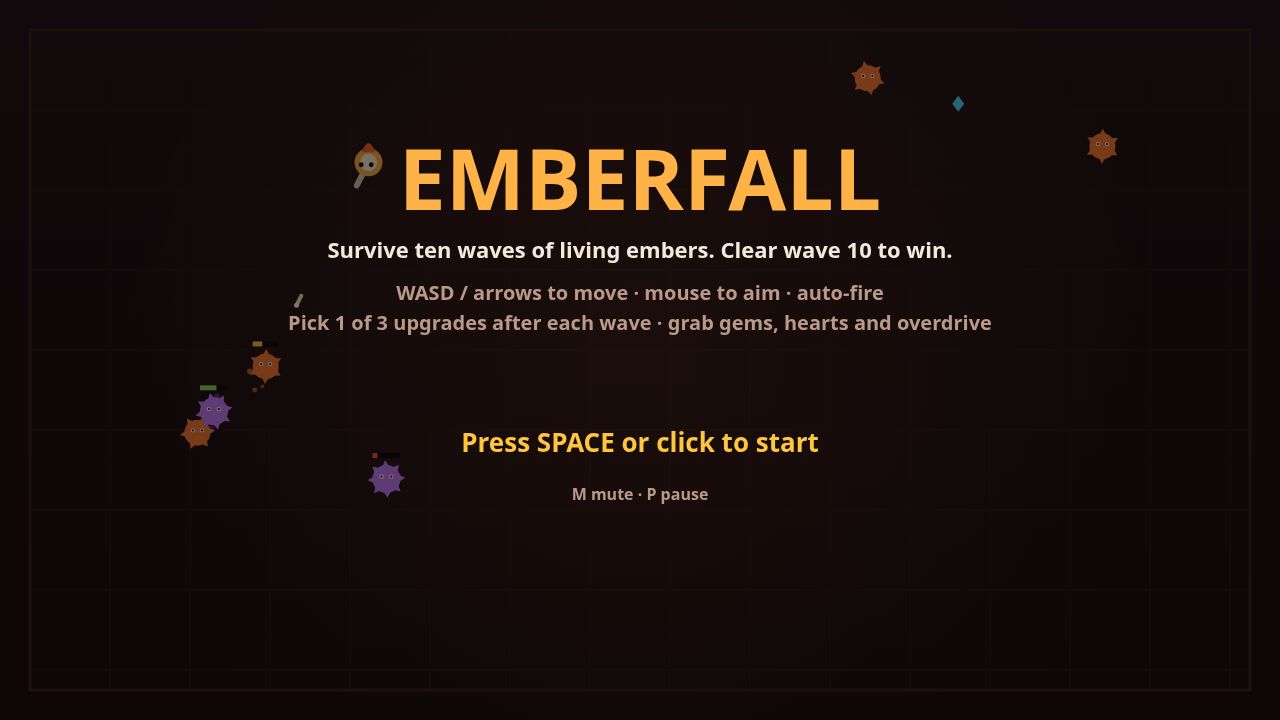 EMBERFALL
Survive ten waves of living embers. Clear wave 10 to win.
WASD / arrows to move · mouse to aim · auto-fire
Pick 1 of 3 upgrades after each wave · grab gems, hearts and overdrive
Press SPACE or click to start
M mute · P pause